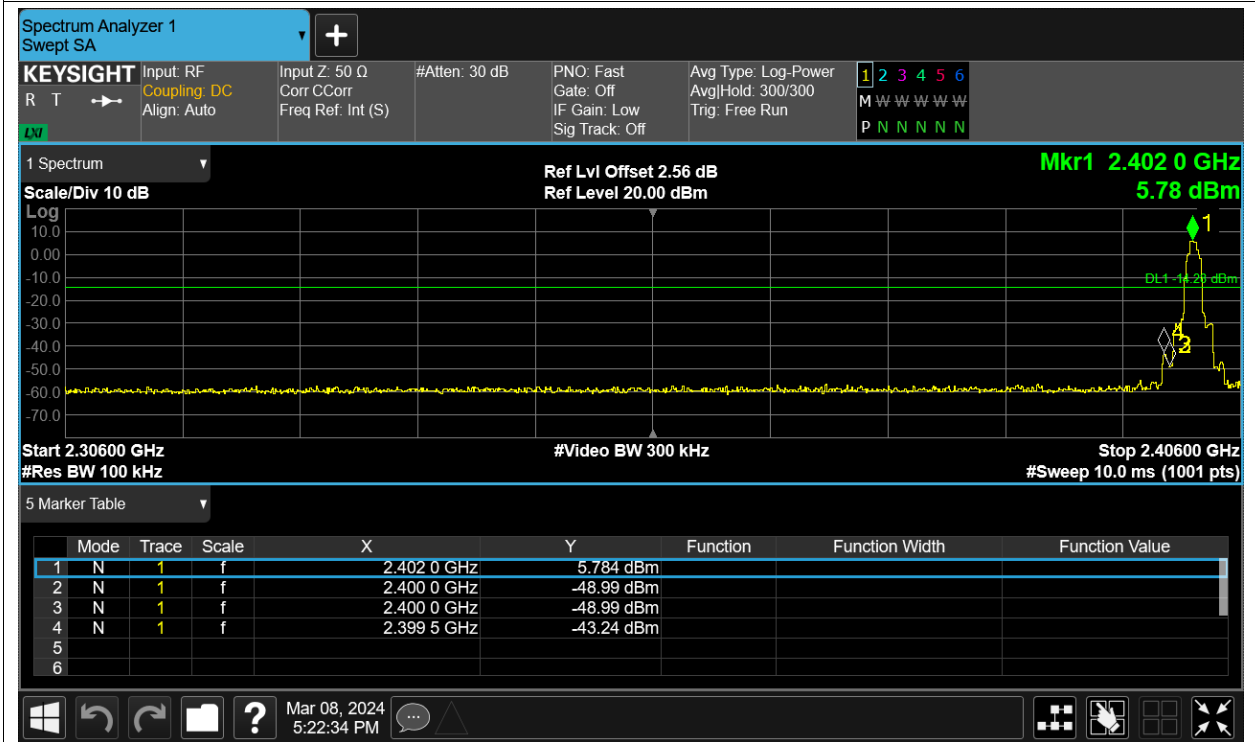 Spectrum Analyzer 1
Swept SA
KEYSIGHT Input: RF Input Z: 50 Ω #Atten: 30 dB PNO: Fast Avg Type: Log-Power 1 2 3 4 5 6
R T Coupling: DC Corr CCorr Gate: Off Avg|Hold: 300/300 M W W W W W
Align: Auto Freq Ref: Int (S) IF Gain: Low Trig: Free Run
LXI Sig Track: Off P N N N N N
1 Spectrum Ref Lvl Offset 2.56 dB Mkr1 2.402 0 GHz
Scale/Div 10 dB Ref Level 20.00 dBm 5.78 dBm
Log
1
10.0
0.00
-10.0
DL1 -14.28 dBm
-20.0
-30.0
-40.0
-50.0
-60.0
-70.0
Start 2.30600 GHz #Video BW 300 kHz Stop 2.40600 GHz
#Res BW 100 kHz #Sweep 10.0 ms (1001 pts)
5 Marker Table
Mode Trace Scale X Y Function Function Width Function Value
1 N 1 f 2.402 0 GHz 5.784 dBm
2 N 1 f 2.400 0 GHz -48.99 dBm
3 N 1 f 2.400 0 GHz -48.99 dBm
4 N 1 f 2.399 5 GHz -43.24 dBm
5
6
? Mar 08, 2024
5:22:34 PM